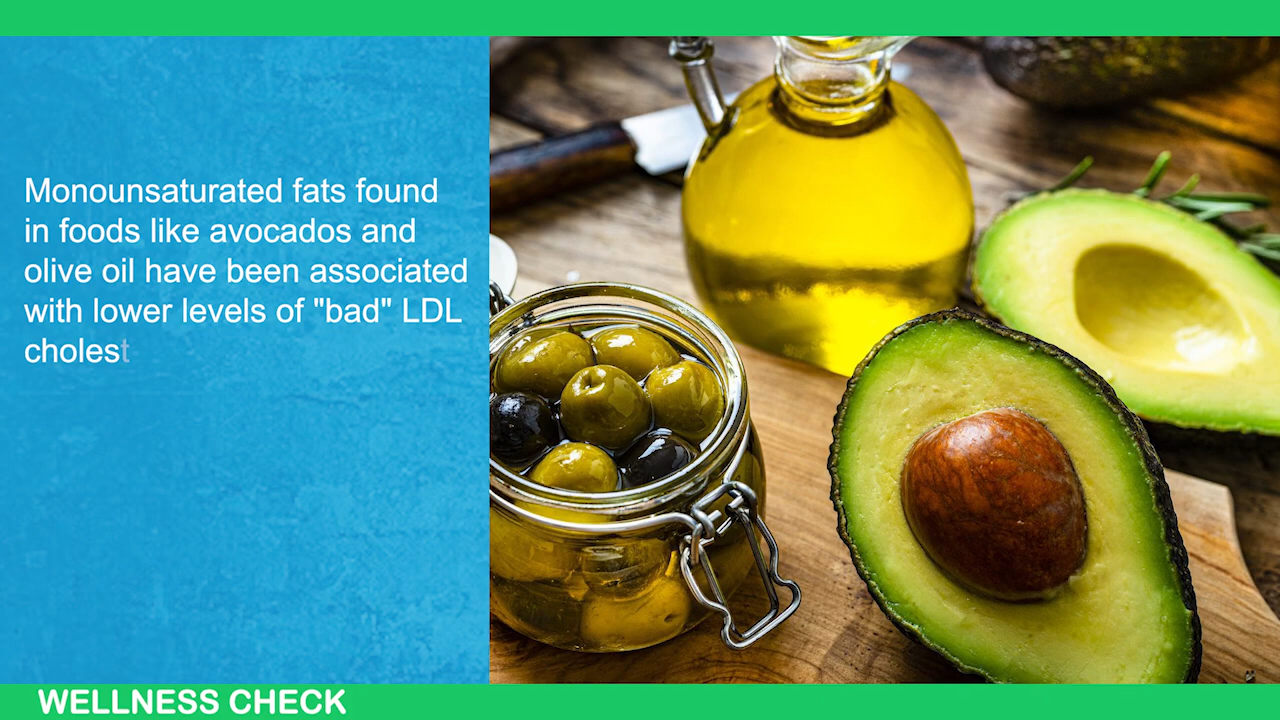 Monounsaturated fats found
in foods like avocados and
olive oil have been associated
with lower levels of "bad" LDL
cholest
WELLNESS CHECK